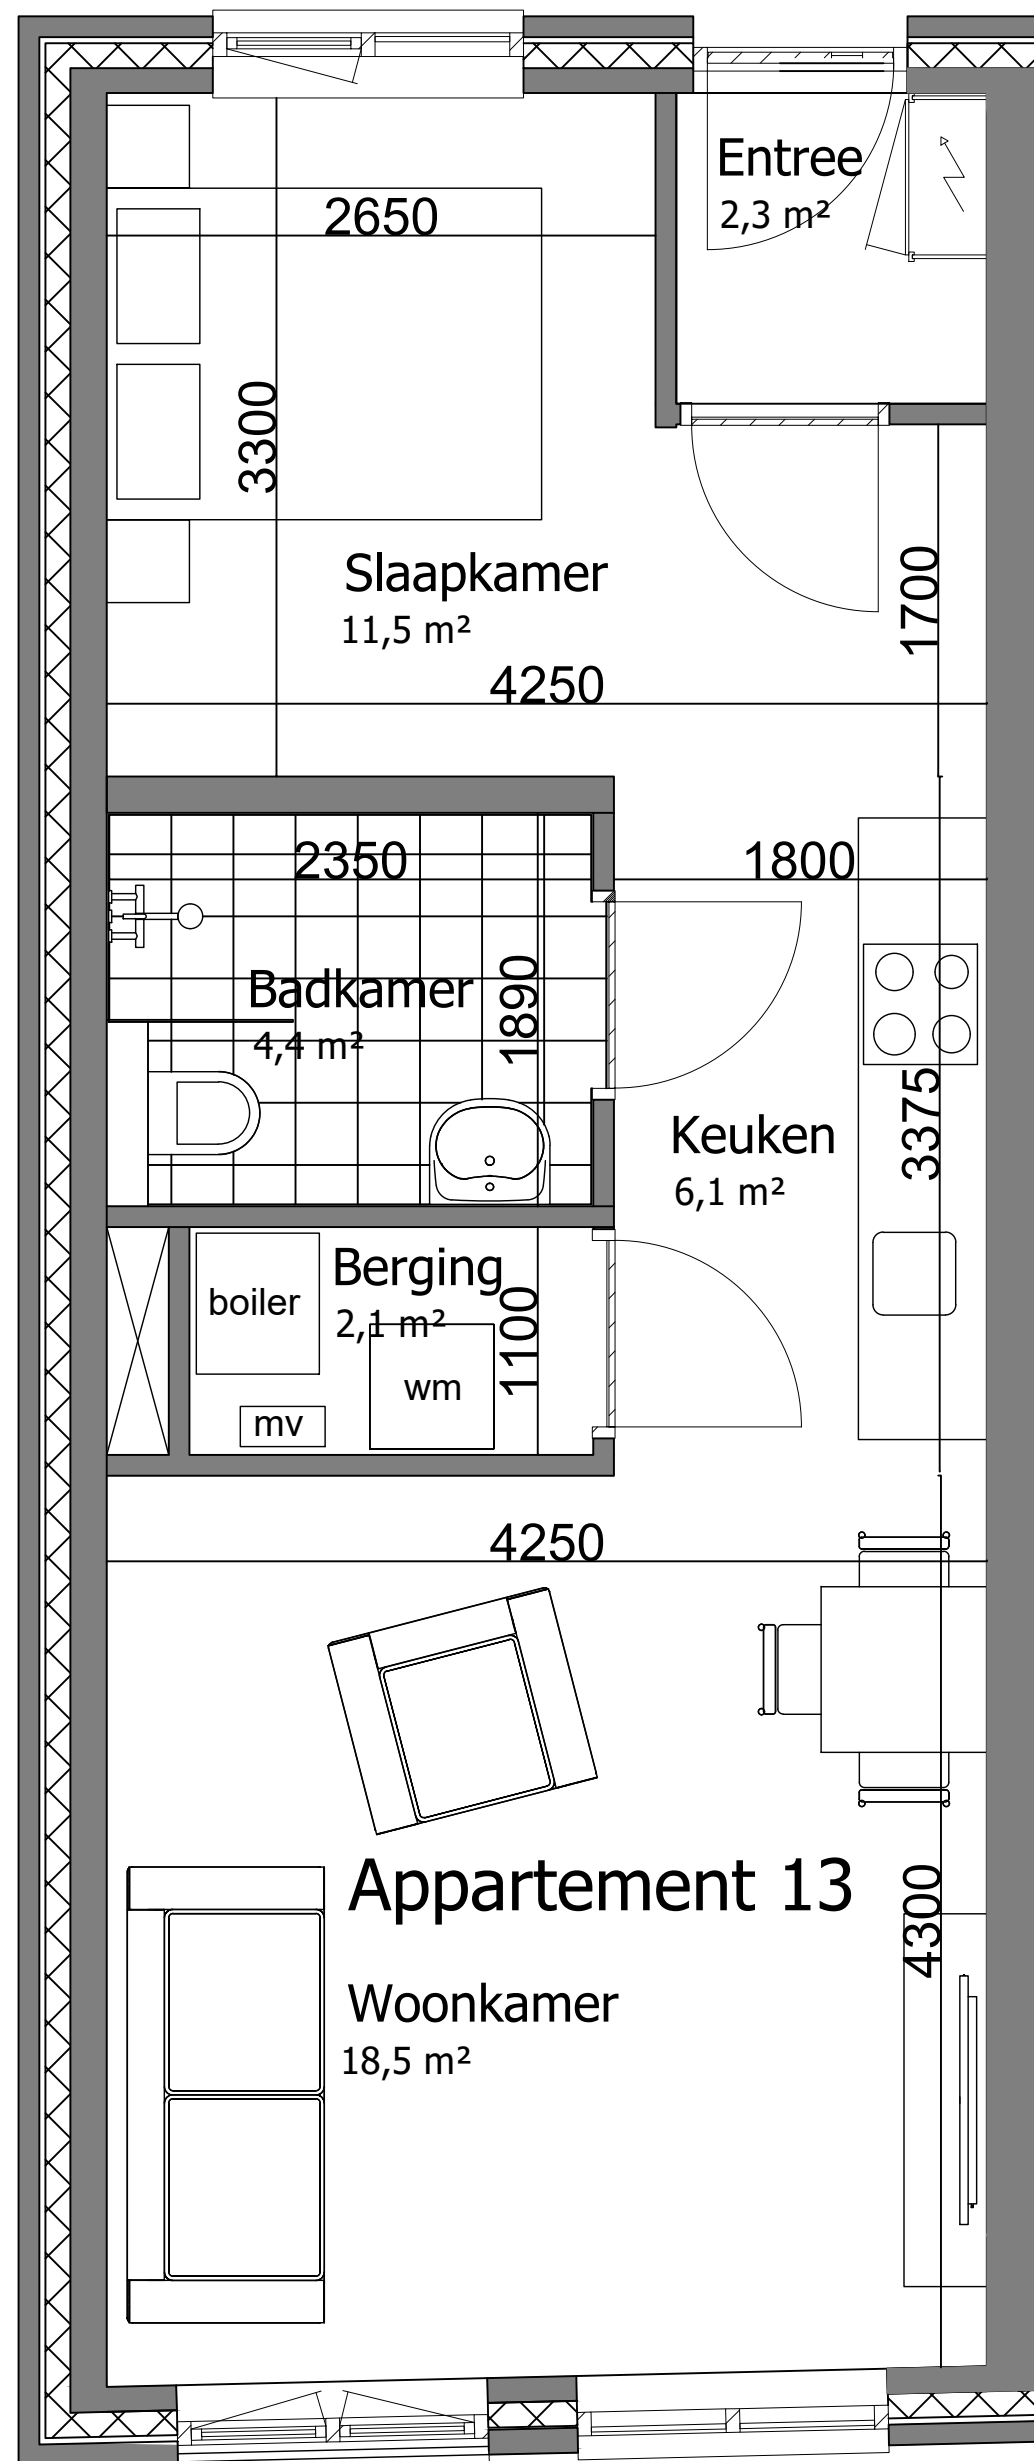 Entree
2,3 m²
2650
3300
Slaapkamer
11,5 m²
1700
4250
2350
1800
Badkamer
4,4 m²
1890
Keuken
6,1 m²
3375
Berging
2,1 m²
boiler
1100
wm
mv
4250
Appartement 13
4300
Woonkamer
18,5 m²